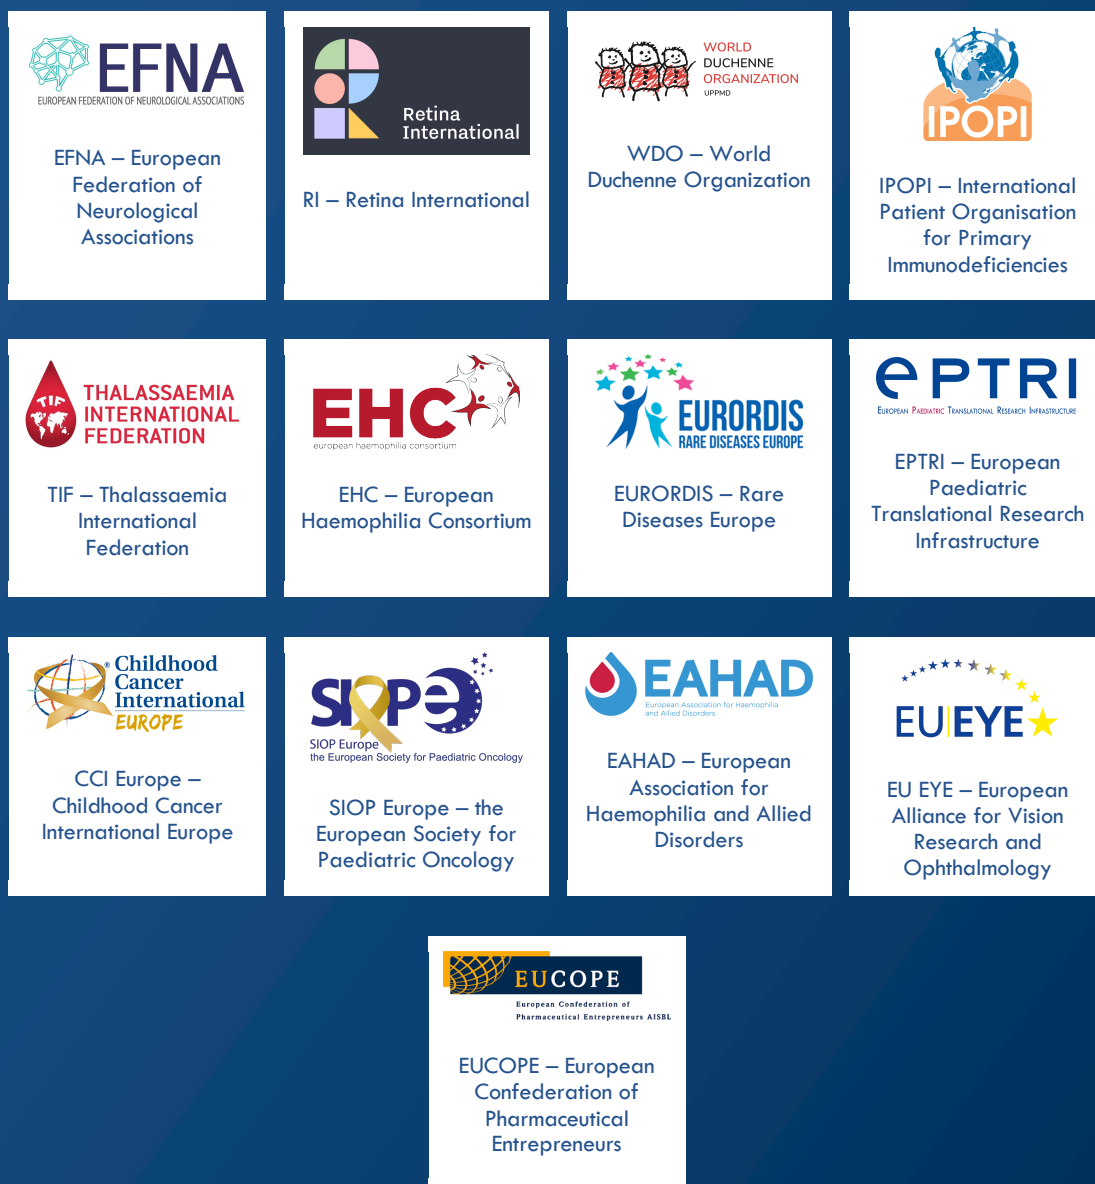 EFNA
EUROPEAN FEDERATION OF NEUROLOGICAL ASSOCIATIONS
EFNA – European
Federation of
Neurological
Associations
Retina
International
RI – Retina International
WORLD
DUCHENNE
ORGANIZATION
UPPMD
WDO – World
Duchenne Organization
IPOPI
IPOPI – International
Patient Organisation
for Primary
Immunodeficiencies
TIF
THALASSAEMIA
INTERNATIONAL
FEDERATION
TIF – Thalassaemia
International
Federation
EHC
european haemophilia consortium
EHC – European
Haemophilia Consortium
EURORDIS
RARE DISEASES EUROPE
EURORDIS – Rare
Diseases Europe
ePTRI
EUROPEAN PAEDIATRIC TRANSLATIONAL RESEARCH INFRASTRUCTURE
EPTRI – European
Paediatric
Translational Research
Infrastructure
® Childhood
Cancer
International
EUROPE
CCI Europe –
Childhood Cancer
International Europe
SIOPe
SIOP Europe
the European Society for Paediatric Oncology
SIOP Europe – the
European Society for
Paediatric Oncology
EAHAD
European Association for Haemophilia
and Allied Disorders
EAHAD – European
Association for
Haemophilia and Allied
Disorders
EU|EYE
EU EYE – European
Alliance for Vision
Research and
Ophthalmology
EUCOPE
European Confederation of
Pharmaceutical Entrepreneurs AISBL
EUCOPE – European
Confederation of
Pharmaceutical
Entrepreneurs